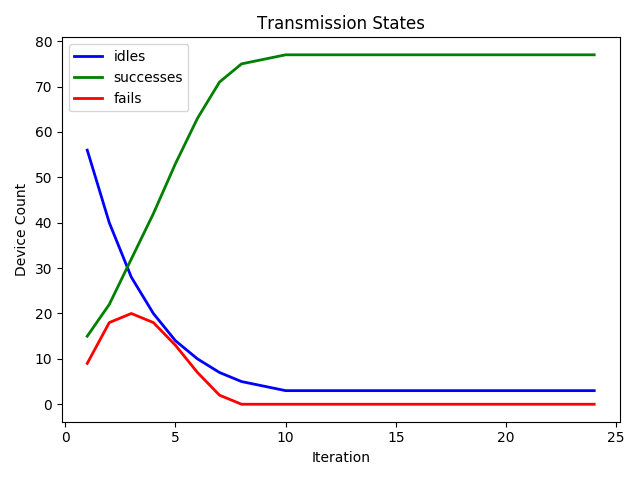 Transmission States
idles
successes
fails
Device Count
80
70
60
50
40
30
20
10
0
0 5 10 15 20 25
Iteration